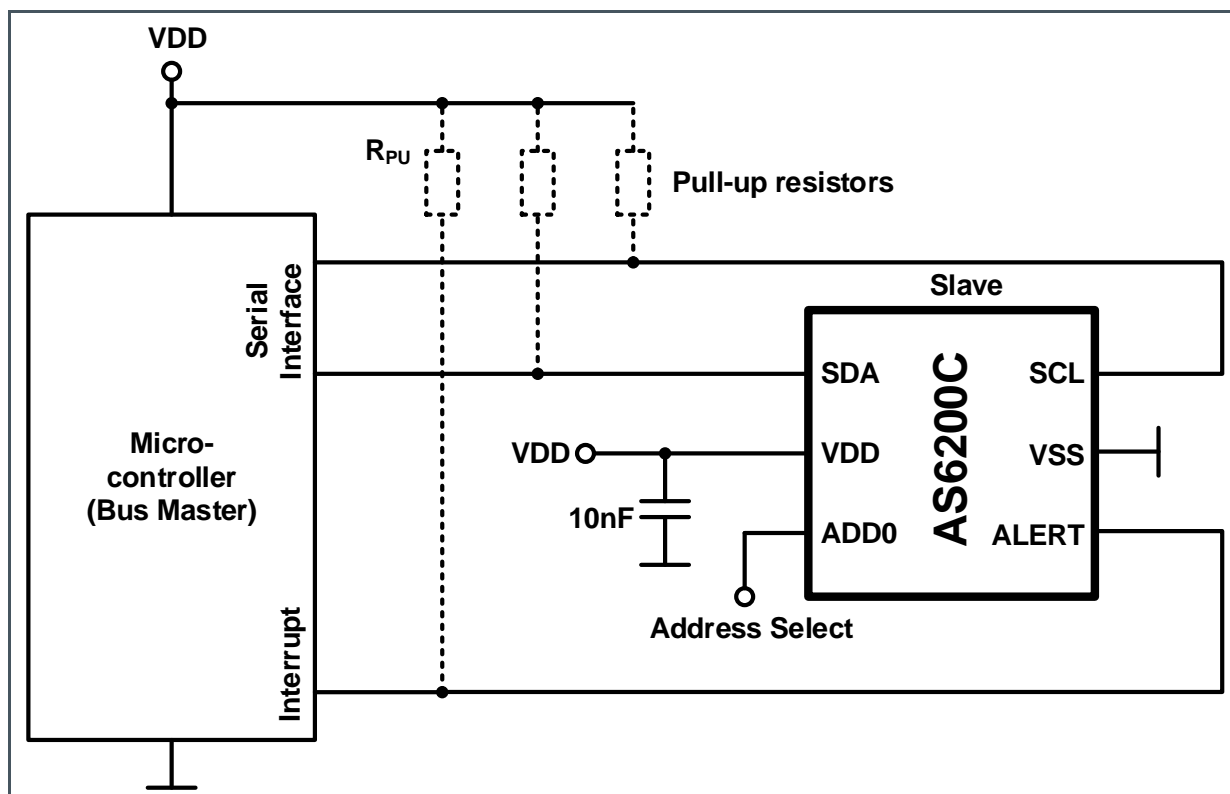 VDD
R_PU
Pull-up resistors
Serial
Interface
Slave
Micro-
controller
(Bus Master)
SDA
SCL
VDD
VDD
VSS
10nF
ADD0
ALERT
AS6200C
Address Select
Interrupt